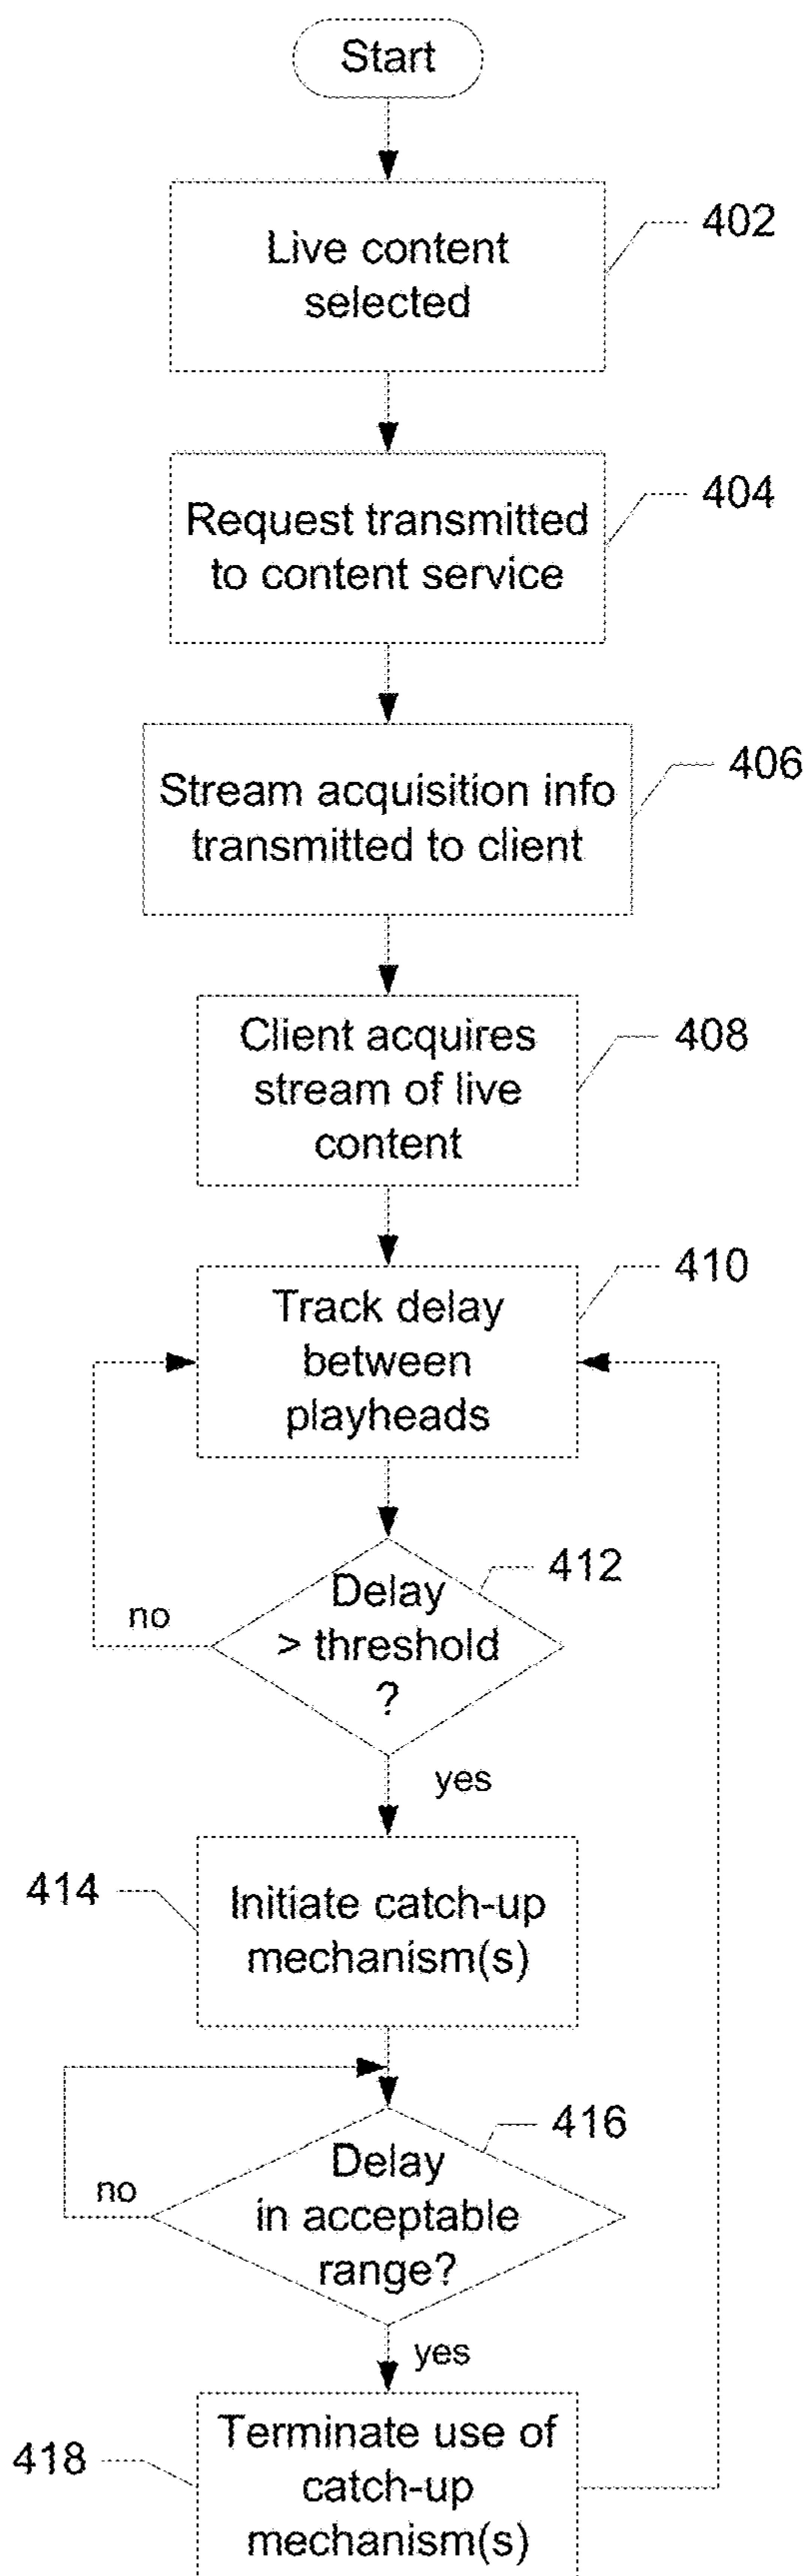 Start
Live content
selected
402
Request transmitted
to content service
404
Stream acquisition info
transmitted to client
406
Client acquires
stream of live
content
408
Track delay
between
playheads
410
Delay
> threshold
?
412
no
yes
Initiate catch-up
mechanism(s)
414
Delay
in acceptable
range?
416
no
yes
Terminate use of
catch-up
mechanism(s)
418